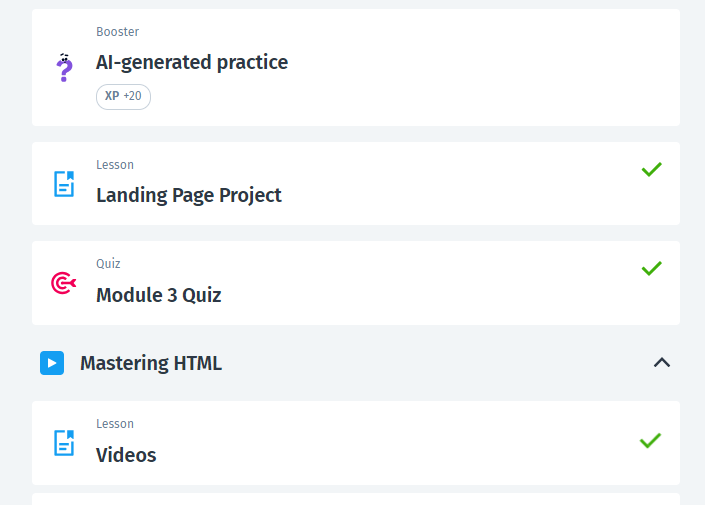 Booster
AI-generated practice
XP +20
Lesson
Landing Page Project
Quiz
Module 3 Quiz
Mastering HTML
Lesson
Videos